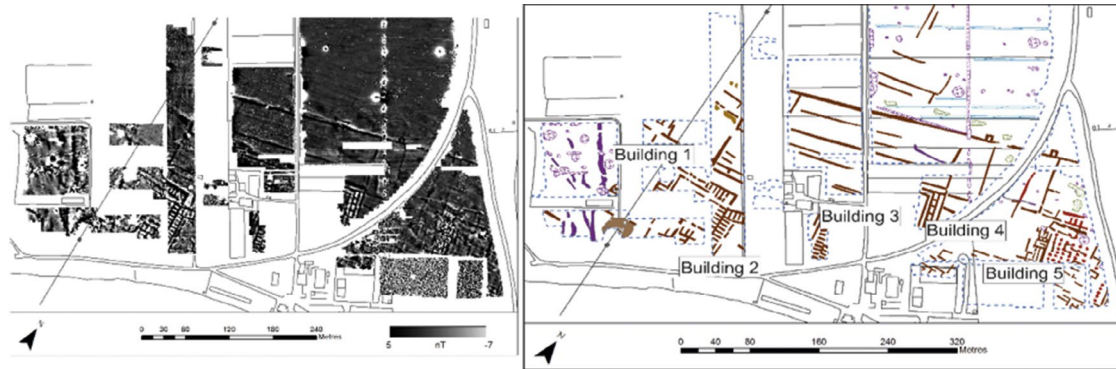 N
0 30 60 120 180 240
Metres
5 nT -7
Building 1
Building 3
Building 4
Building 2
Building 5
N
0 40 80 160 240 320
Metres